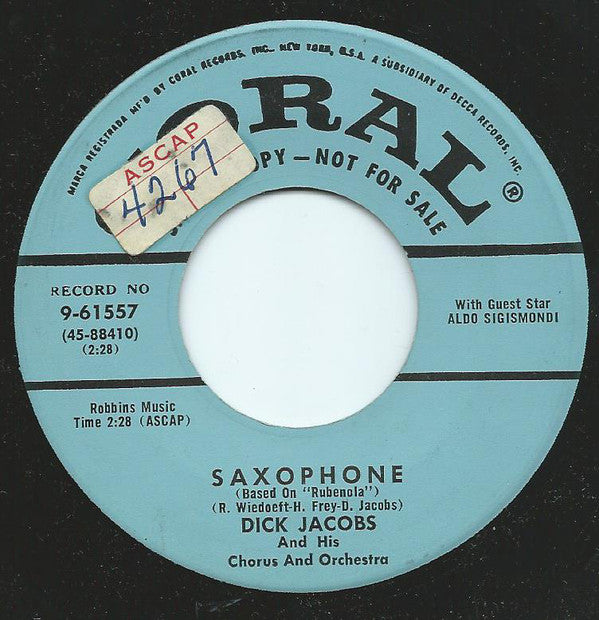 MARCA REGISTRADA MF'D BY CORAL RECORDS, INC., NEW YORK, U.S.A. A SUBSIDIARY OF DECCA RECORDS, INC.
ORAL ®
PY – NOT FOR SALE
ASCAP
4267
RECORD NO
9-61557
(45-88410)
(2:28)
With Guest Star
ALDO SIGISMONDI
Robbins Music
Time 2:28 (ASCAP)
SAXOPHONE
(Based On "Rubenola")
(R. Wiedoeft-H. Frey-D. Jacobs)
DICK JACOBS
And His
Chorus And Orchestra